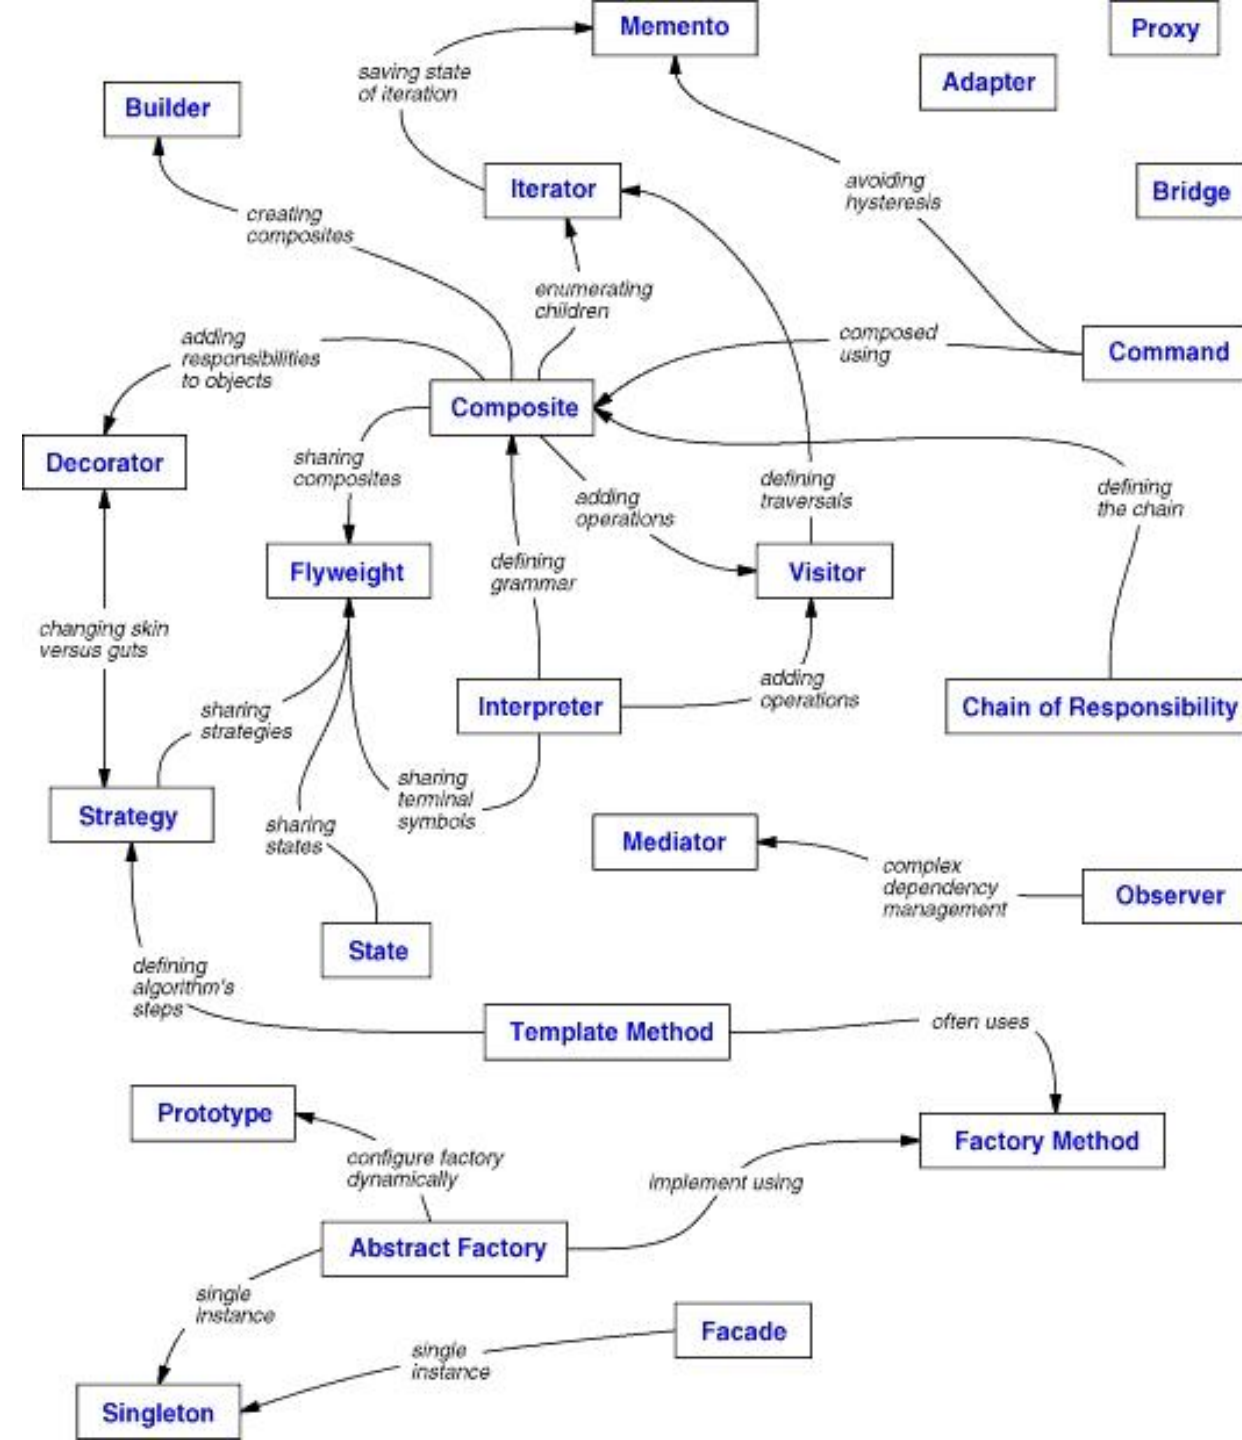 Memento
Proxy
saving state
of iteration
Adapter
Builder
Iterator
avoiding
hysteresis
Bridge
creating
composites
enumerating
children
adding
responsibilities
to objects
composed
using
Command
Composite
Decorator
sharing
composites
adding
operations
defining
traversals
defining
the chain
Flyweight
defining
grammar
Visitor
changing skin
versus guts
adding
operations
sharing
strategies
Interpreter
Chain of Responsibility
sharing
terminal
symbols
Strategy
sharing
states
Mediator
complex
dependency
management
Observer
State
defining
algorithm's
steps
Template Method
often uses
Prototype
Factory Method
configure factory
dynamically
implement using
Abstract Factory
single
instance
Facade
single
instance
Singleton